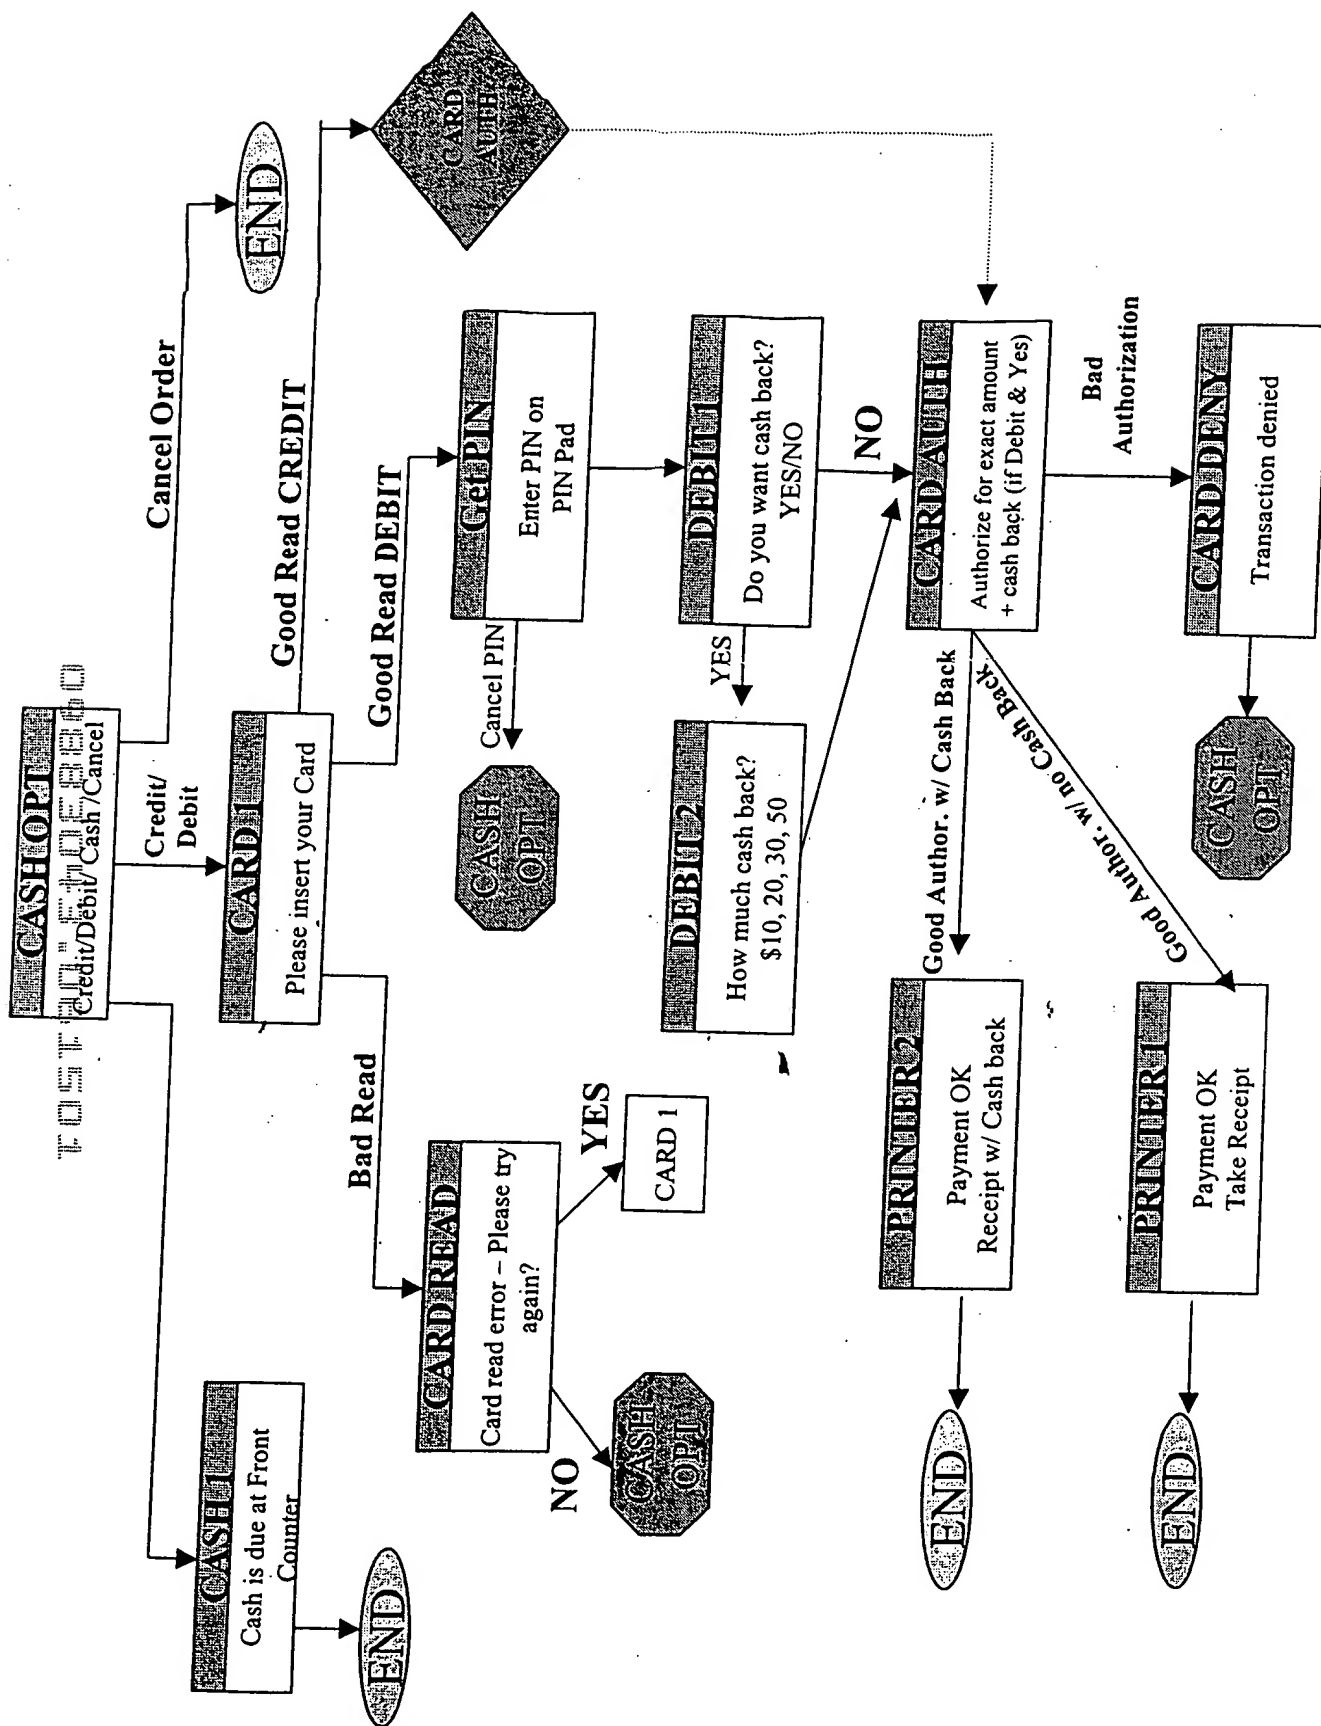 CASH OPT
Credit/Debit/Cash/Cancel
Cancel Order
Credit/
Debit
END
CASH 1
Cash is due at Front
Counter
END
CARD 1
Please insert your Card
Good Read CREDIT
CARD
AUTH
Bad Read
Good Read DEBIT
CARD READ
Card read error – Please try
again?
NO
YES
CASH
OPT
CARD 1
Get PIN
Enter PIN on
PIN Pad
Cancel PIN
CASH
OPT
DEBIT 1
Do you want cash back?
YES/NO
YES
NO
DEBIT 2
How much cash back?
$10, 20, 30, 50
CARD AUTH
Authorize for exact amount
+ cash back (if Debit & Yes)
Good Author. w/ Cash Back
Good Author. w/ no Cash Back
Bad
Authorization
PRINTER 2
Payment OK
Receipt w/ Cash back
END
CARD DENY
Transaction denied
CASH
OPT
PRINTER 1
Payment OK
Take Receipt
END